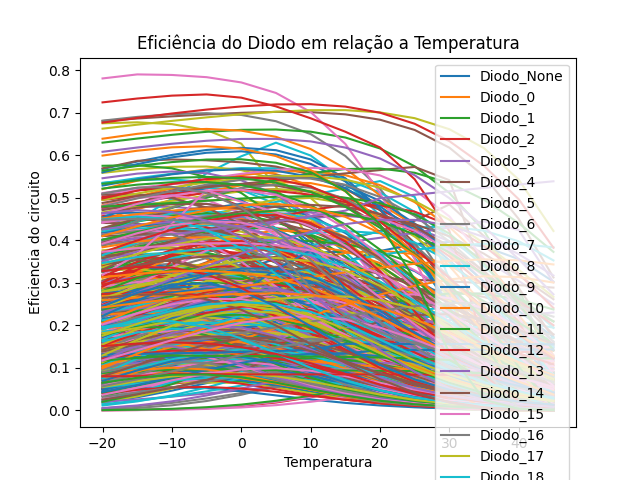 Eficiência do Diodo em relação a Temperatura
Eficiencia do circuito
0.8
0.7
0.6
0.5
0.4
0.3
0.2
0.1
0.0
−20
−10
0
10
20
30
40
Temperatura
Diodo_None
Diodo_0
Diodo_1
Diodo_2
Diodo_3
Diodo_4
Diodo_5
Diodo_6
Diodo_7
Diodo_8
Diodo_9
Diodo_10
Diodo_11
Diodo_12
Diodo_13
Diodo_14
Diodo_15
Diodo_16
Diodo_17
Diodo_18